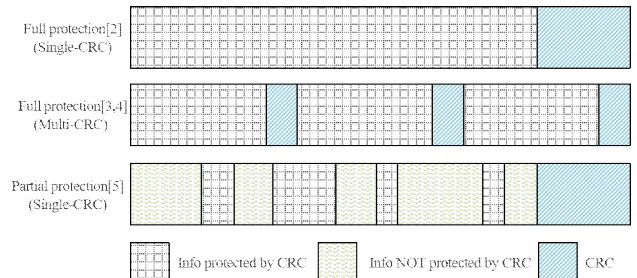 Full protection[2]
(Single-CRC)
Full protection[3,4]
(Multi-CRC)
Partial protection[5]
(Single-CRC)
Info protected by CRC
Info NOT protected by CRC
CRC